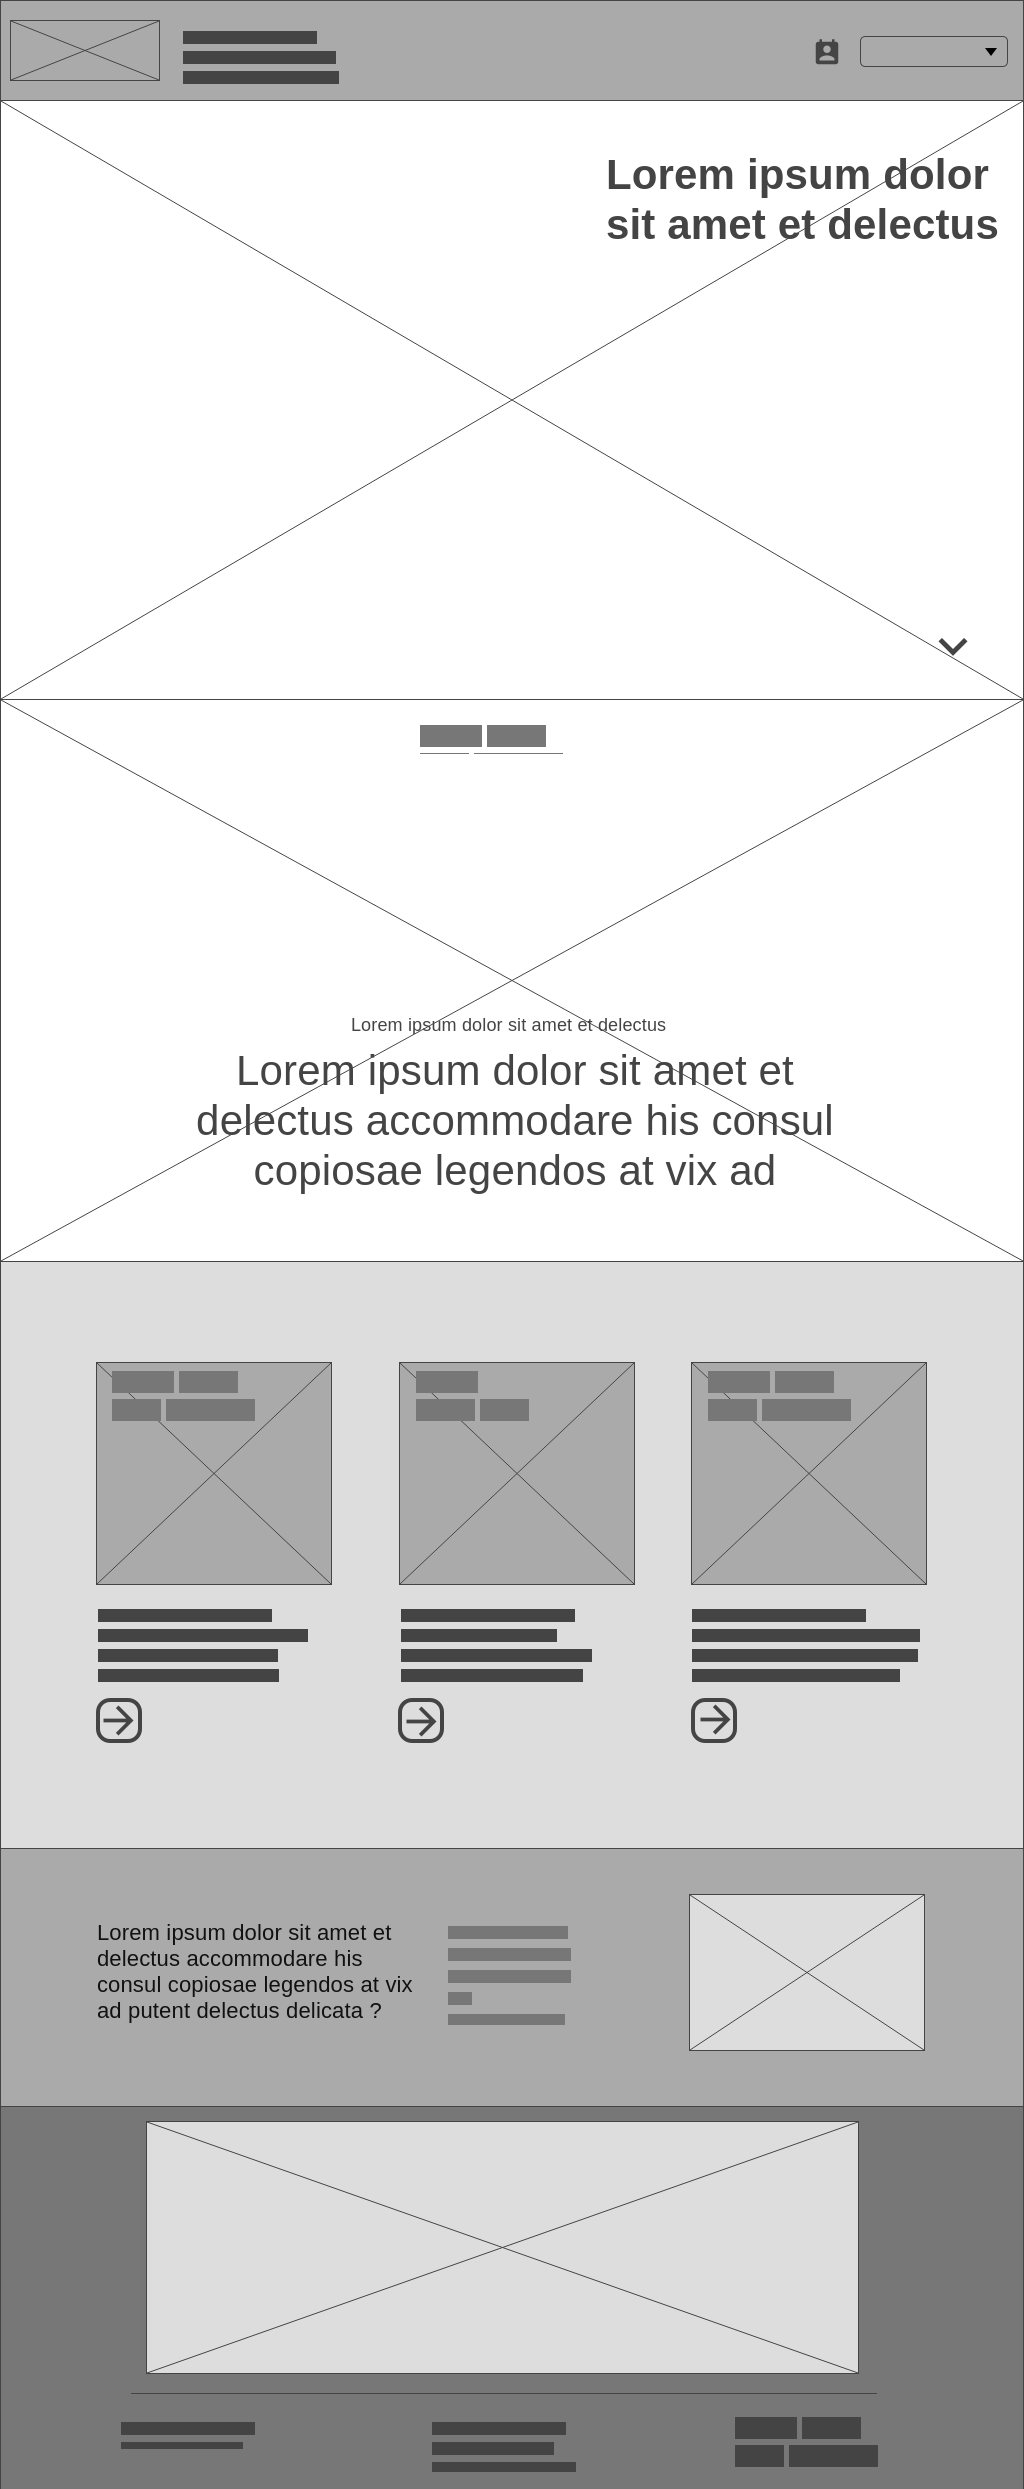 Lorem ipsum dolor
sit amet et delectus
Lorem ipsum dolor sit amet et delectus
Lorem ipsum dolor sit amet et
delectus accommodare his consul
copiosae legendos at vix ad
Lorem ipsum dolor sit amet et
delectus accommodare his
consul copiosae legendos at vix
ad putent delectus delicata ?